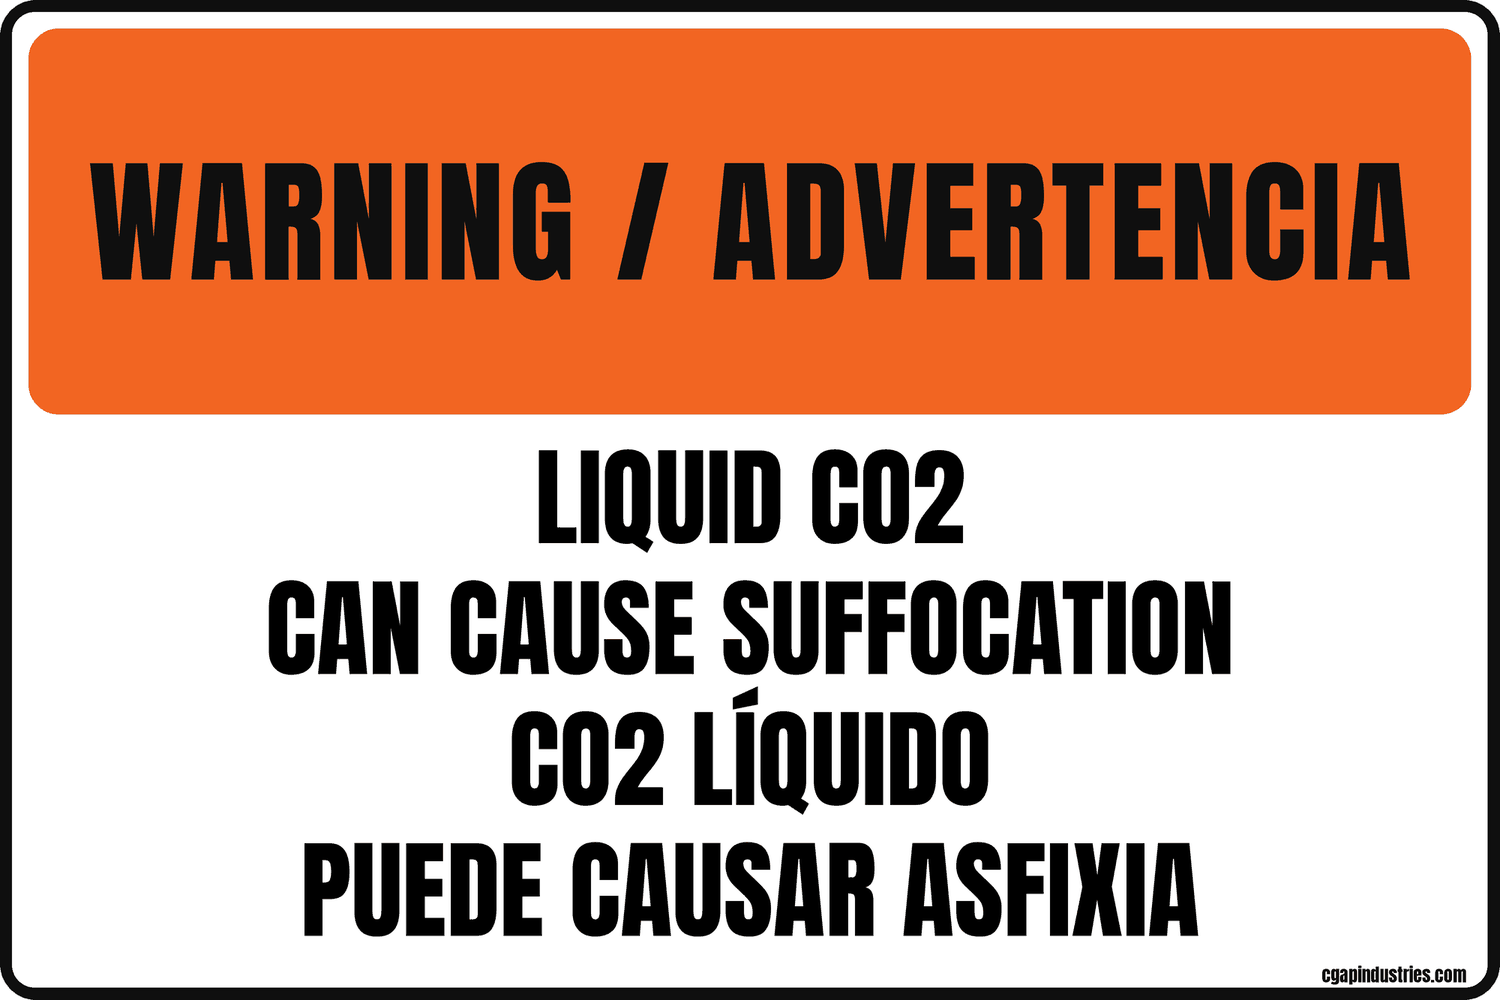 WARNING / ADVERTENCIA
LIQUID CO2
CAN CAUSE SUFFOCATION
CO2 LÍQUIDO
PUEDE CAUSAR ASFIXIA
cgapindustries.com